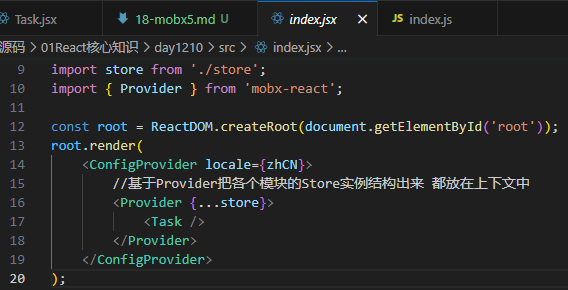 Task.jsx
18-mobx5.md U
index.jsx
index.js
源码 > 01React核心知识 > day1210 > src > index.jsx > ...
9 import store from './store';
10 import { Provider } from 'mobx-react';
11
12 const root = ReactDOM.createRoot(document.getElementById('root'));
13 root.render(
14 <ConfigProvider locale={zhCN}>
15 //基于Provider把各个模块的Store实例结构出来 都放在上下文中
16 <Provider {...store}>
17 <Task />
18 </Provider>
19 </ConfigProvider>
20 );